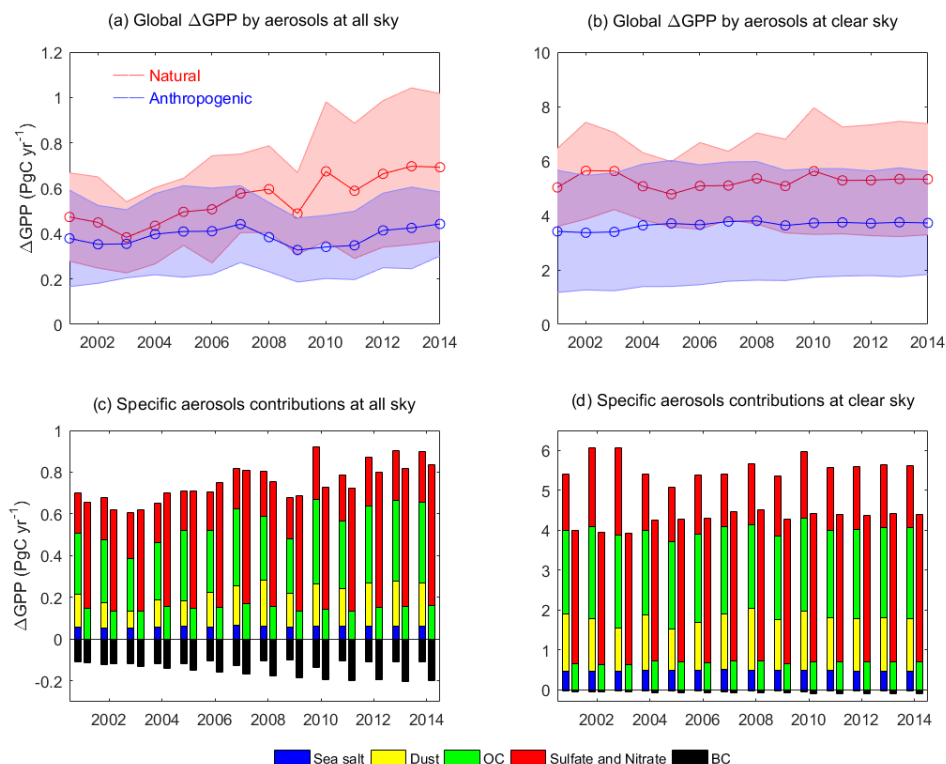 (a) Global ΔGPP by aerosols at all sky
(b) Global ΔGPP by aerosols at clear sky
ΔGPP (PgC yr⁻¹)
1.2
1
0.8
0.6
0.4
0.2
0
Natural
Anthropogenic
2002 2004 2006 2008 2010 2012 2014
10
8
6
4
2
0
2002 2004 2006 2008 2010 2012 2014
(c) Specific aerosols contributions at all sky
(d) Specific aerosols contributions at clear sky
ΔGPP (PgC yr⁻¹)
1
0.8
0.6
0.4
0.2
0
-0.2
2002 2004 2006 2008 2010 2012 2014
6
5
4
3
2
1
0
2002 2004 2006 2008 2010 2012 2014
Sea salt Dust OC Sulfate and Nitrate BC